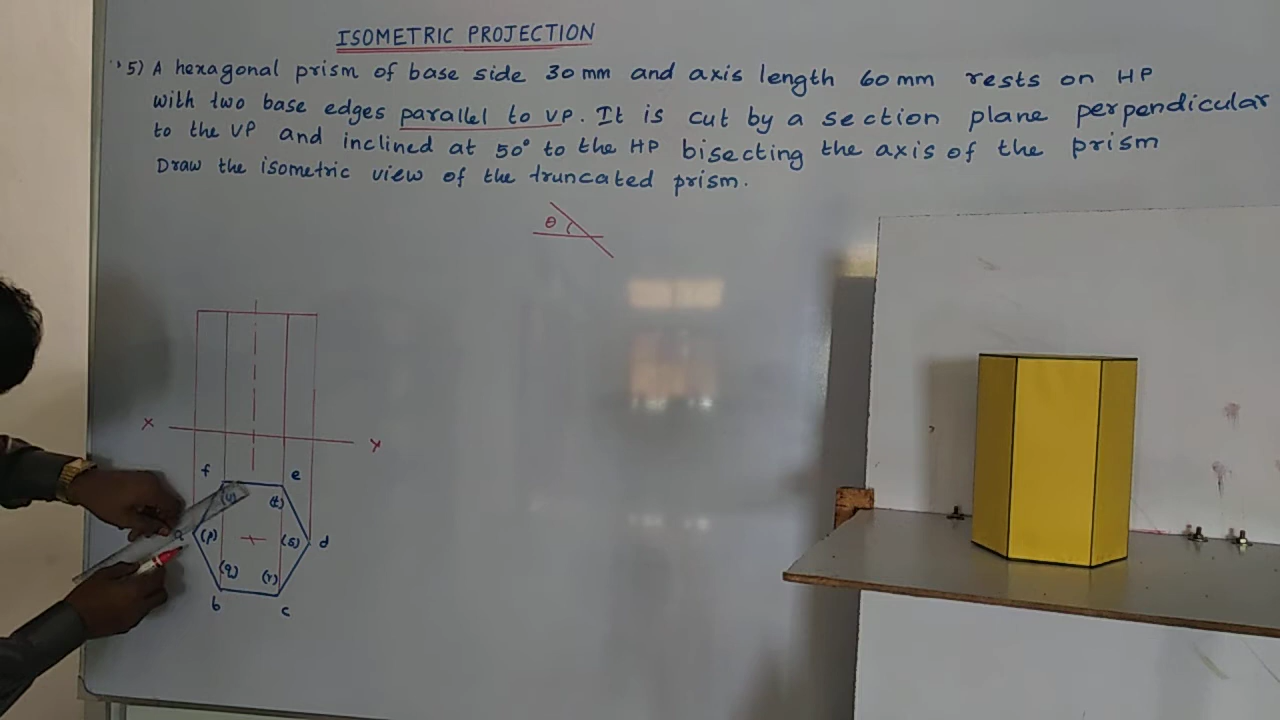 ISOMETRIC PROJECTION
5) A hexagonal prism of base side 30 mm and axis length 60 mm rests on HP
with two base edges parallel to VP. It is cut by a section plane perpendicular
to the VP and inclined at 50° to the HP bisecting the axis of the prism
Draw the isometric view of the truncated prism.
θ
X
Y
f
e
(t)
(p)
(s)
d
(q)
(r)
b
c